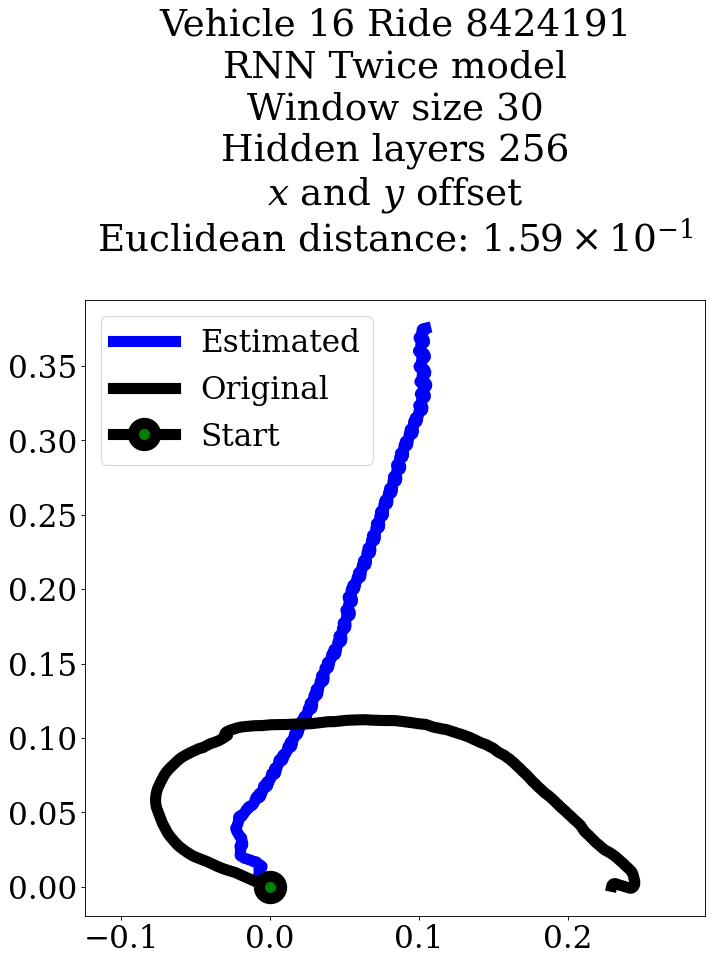 Vehicle 16 Ride 8424191
RNN Twice model
Window size 30
Hidden layers 256
x and y offset
Euclidean distance: 1.59 × 10⁻¹
Estimated
Original
Start
0.35
0.30
0.25
0.20
0.15
0.10
0.05
0.00
−0.1 0.0 0.1 0.2